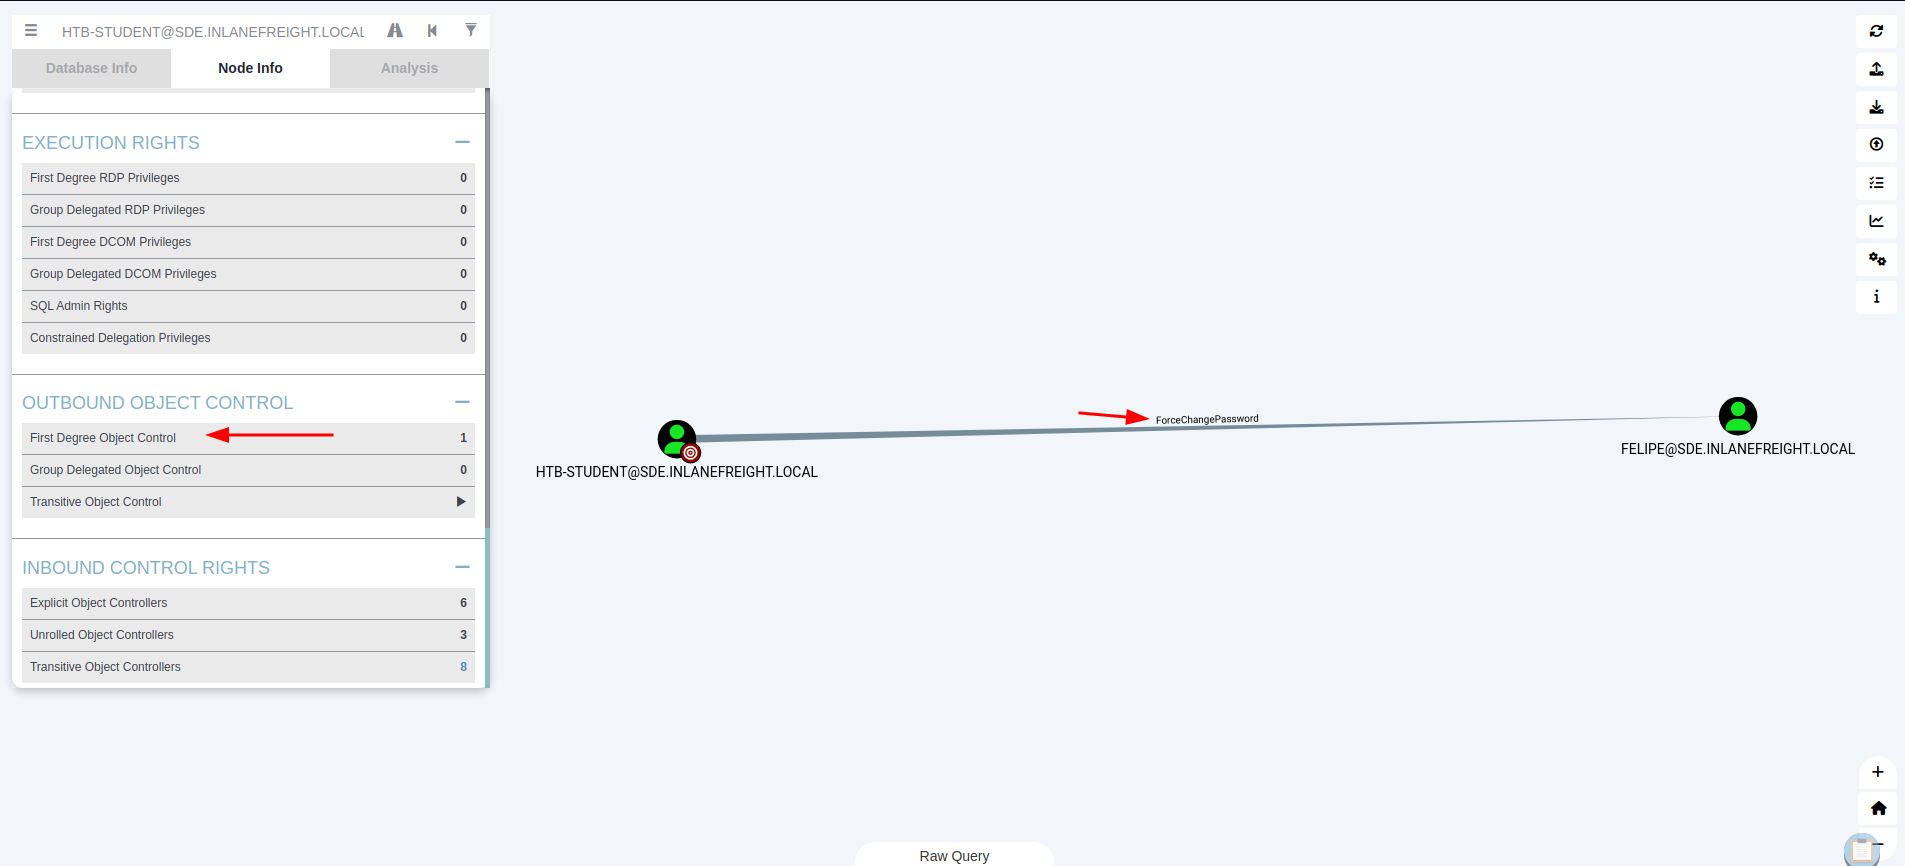 HTB-STUDENT@SDE.INLANEFREIGHT.LOCAL
Database Info
Node Info
Analysis
EXECUTION RIGHTS
First Degree RDP Privileges 0
Group Delegated RDP Privileges 0
First Degree DCOM Privileges 0
Group Delegated DCOM Privileges 0
SQL Admin Rights 0
Constrained Delegation Privileges 0
OUTBOUND OBJECT CONTROL
First Degree Object Control 1
Group Delegated Object Control 0
Transitive Object Control
INBOUND CONTROL RIGHTS
Explicit Object Controllers 6
Unrolled Object Controllers 3
Transitive Object Controllers 8
ForceChangePassword
HTB-STUDENT@SDE.INLANEFREIGHT.LOCAL
FELIPE@SDE.INLANEFREIGHT.LOCAL
Raw Query